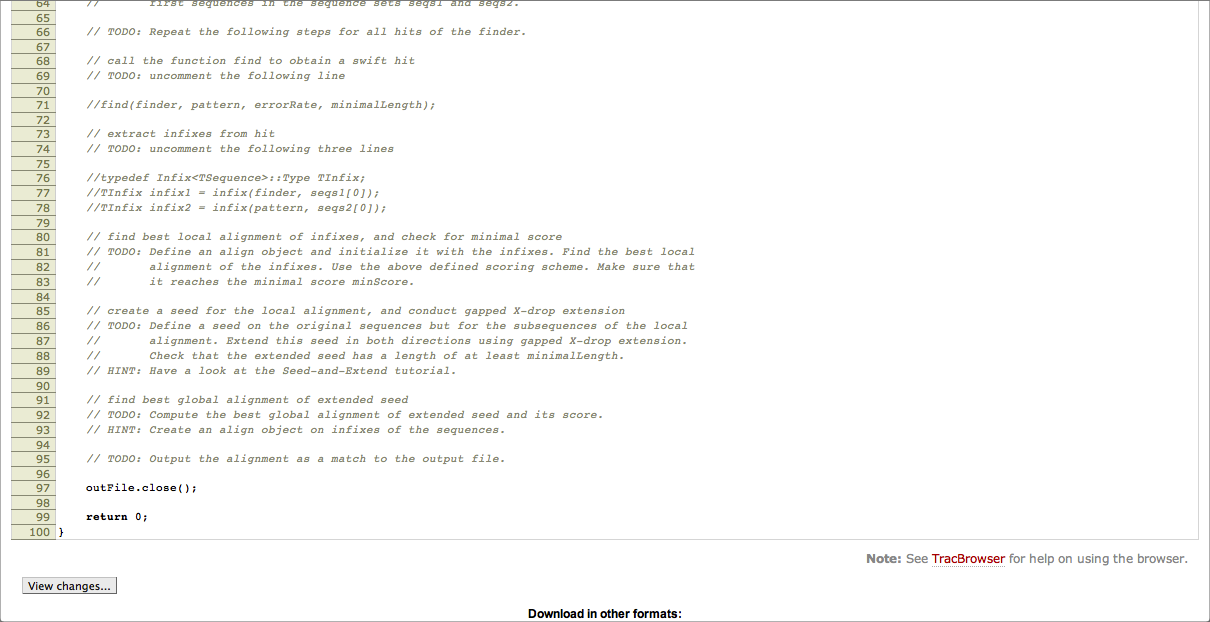 64 // first sequences in the sequence sets seqs1 and seqs2.
65
66 // TODO: Repeat the following steps for all hits of the finder.
67
68 // call the function find to obtain a swift hit
69 // TODO: uncomment the following line
70
71 //find(finder, pattern, errorRate, minimalLength);
72
73 // extract infixes from hit
74 // TODO: uncomment the following three lines
75
76 //typedef Infix<TSequence>::Type TInfix;
77 //TInfix infix1 = infix(finder, seqs1[0]);
78 //TInfix infix2 = infix(pattern, seqs2[0]);
79
80 // find best local alignment of infixes, and check for minimal score
81 // TODO: Define an align object and initialize it with the infixes. Find the best local
82 // alignment of the infixes. Use the above defined scoring scheme. Make sure that
83 // it reaches the minimal score minScore.
84
85 // create a seed for the local alignment, and conduct gapped X-drop extension
86 // TODO: Define a seed on the original sequences but for the subsequences of the local
87 // alignment. Extend this seed in both directions using gapped X-drop extension.
88 // Check that the extended seed has a length of at least minimalLength.
89 // HINT: Have a look at the Seed-and-Extend tutorial.
90
91 // find best global alignment of extended seed
92 // TODO: Compute the best global alignment of extended seed and its score.
93 // HINT: Create an align object on infixes of the sequences.
94
95 // TODO: Output the alignment as a match to the output file.
96
97 outFile.close();
98
99 return 0;
100 }
Note: See TracBrowser for help on using the browser.
View changes...
Download in other formats: